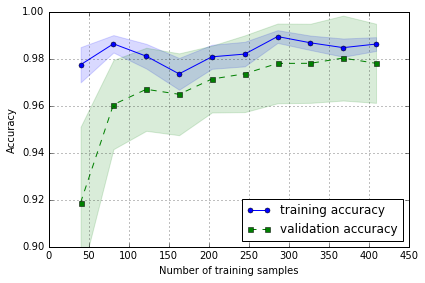 1.00
0.98
0.96
0.94
0.92
0.90
Accuracy
training accuracy
validation accuracy
0 50 100 150 200 250 300 350 400 450
Number of training samples